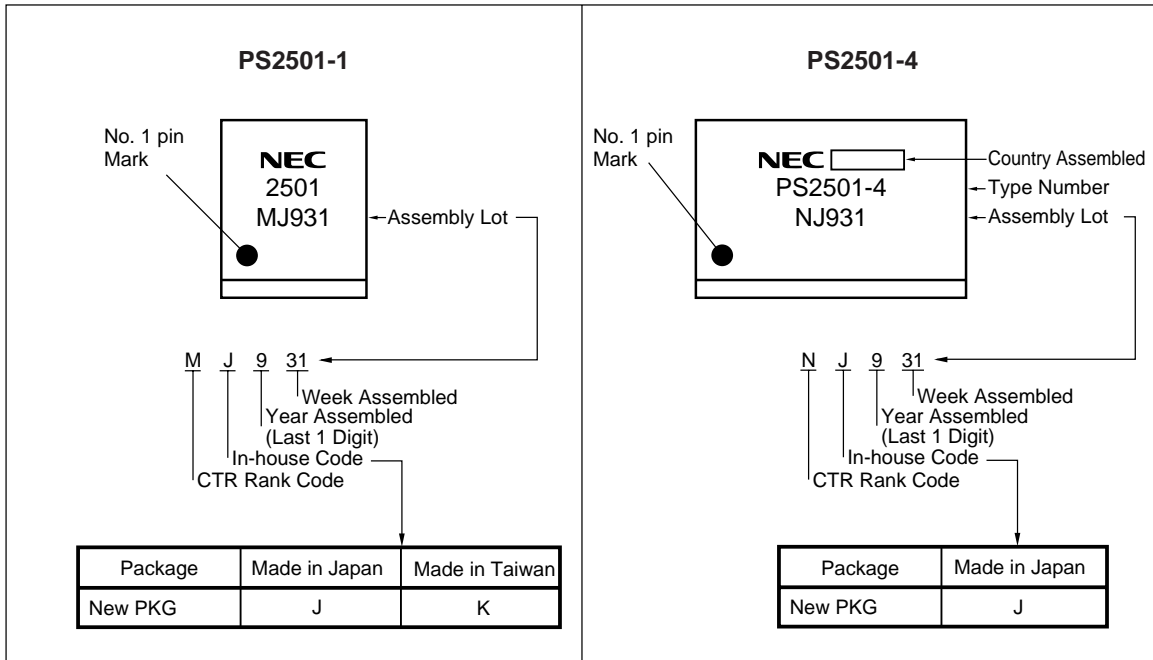 PS2501-1
No. 1 pin
Mark
NEC
2501
MJ931
Assembly Lot
M J 9 31
Week Assembled
Year Assembled
(Last 1 Digit)
In-house Code
CTR Rank Code
Package Made in Japan Made in Taiwan
New PKG J K
PS2501-4
No. 1 pin
Mark
NEC
PS2501-4
NJ931
Country Assembled
Type Number
Assembly Lot
N J 9 31
Week Assembled
Year Assembled
(Last 1 Digit)
In-house Code
CTR Rank Code
Package Made in Japan
New PKG J